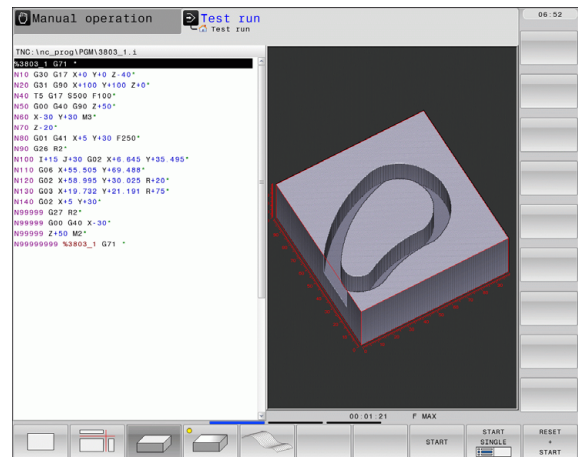 Manual operation
Test run
Test run
06:52
TNC:\nc_prog\PGM\3803_1.i
%3803_1 G71 *
N10 G30 G17 X+0 Y+0 Z-40*
N20 G31 G90 X+100 Y+100 Z+0*
N40 T5 G17 S500 F100*
N50 G00 G40 G90 Z+50*
N60 X-30 Y+30 M3*
N70 Z-20*
N80 G01 G41 X+5 Y+30 F250*
N90 G26 R2*
N100 I+15 J+30 G02 X+6.645 Y+35.495*
N110 G06 X+55.505 Y+69.488*
N120 G02 X+58.995 Y+30.025 R+20*
N130 G03 X+19.732 Y+21.191 R+75*
N140 G02 X+5 Y+30*
N99999 G27 R2*
N99999 G00 G40 X-30*
N99999 Z+50 M2*
N99999999 %3803_1 G71 *
00:01:21 F MAX
START
START SINGLE
RESET + START